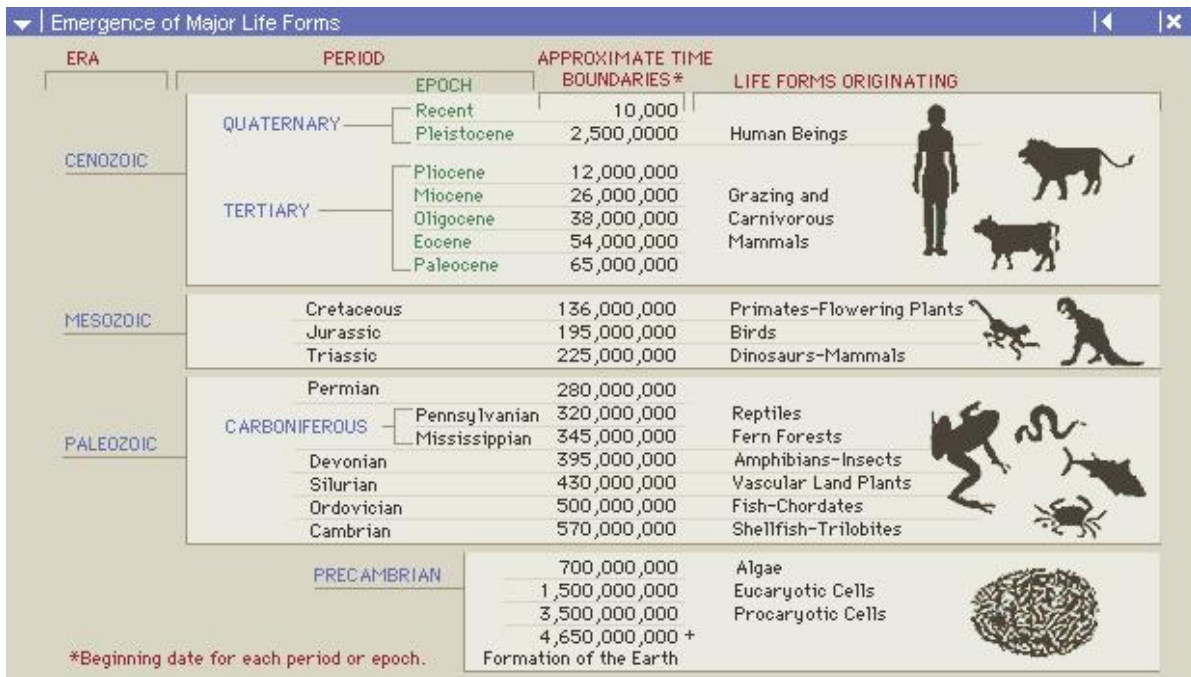 Emergence of Major Life Forms
ERA PERIOD APPROXIMATE TIME
EPOCH BOUNDARIES* LIFE FORMS ORIGINATING
Recent 10,000
QUATERNARY
Pleistocene 2,500,0000 Human Beings
CENOZOIC
Pliocene 12,000,000
Miocene 26,000,000 Grazing and
TERTIARY
Oligocene 38,000,000 Carnivorous
Eocene 54,000,000 Mammals
Paleocene 65,000,000
Cretaceous 136,000,000 Primates-Flowering Plants
MESOZOIC
Jurassic 195,000,000 Birds
Triassic 225,000,000 Dinosaurs-Mammals
Permian 280,000,000
Pennsylvanian 320,000,000 Reptiles
CARBONIFEROUS
Mississippian 345,000,000 Fern Forests
PALEOZOIC
Devonian 395,000,000 Amphibians-Insects
Silurian 430,000,000 Vascular Land Plants
Ordovician 500,000,000 Fish-Chordates
Cambrian 570,000,000 Shellfish-Trilobites
PRECAMBRIAN 700,000,000 Algae
1,500,000,000 Eucaryotic Cells
3,500,000,000 Procaryotic Cells
4,650,000,000 +
*Beginning date for each period or epoch. Formation of the Earth